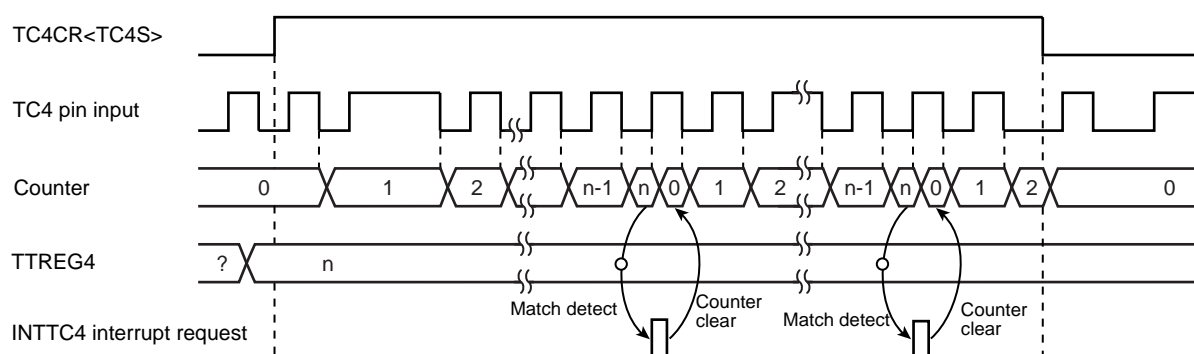 TC4CR<TC4S>
TC4 pin input
Counter
0 1 2 n-1 n 0 1 2 n-1 n 0 1 2 0
TTREG4
? n
Match detect Counter clear Match detect Counter clear
INTTC4 interrupt request